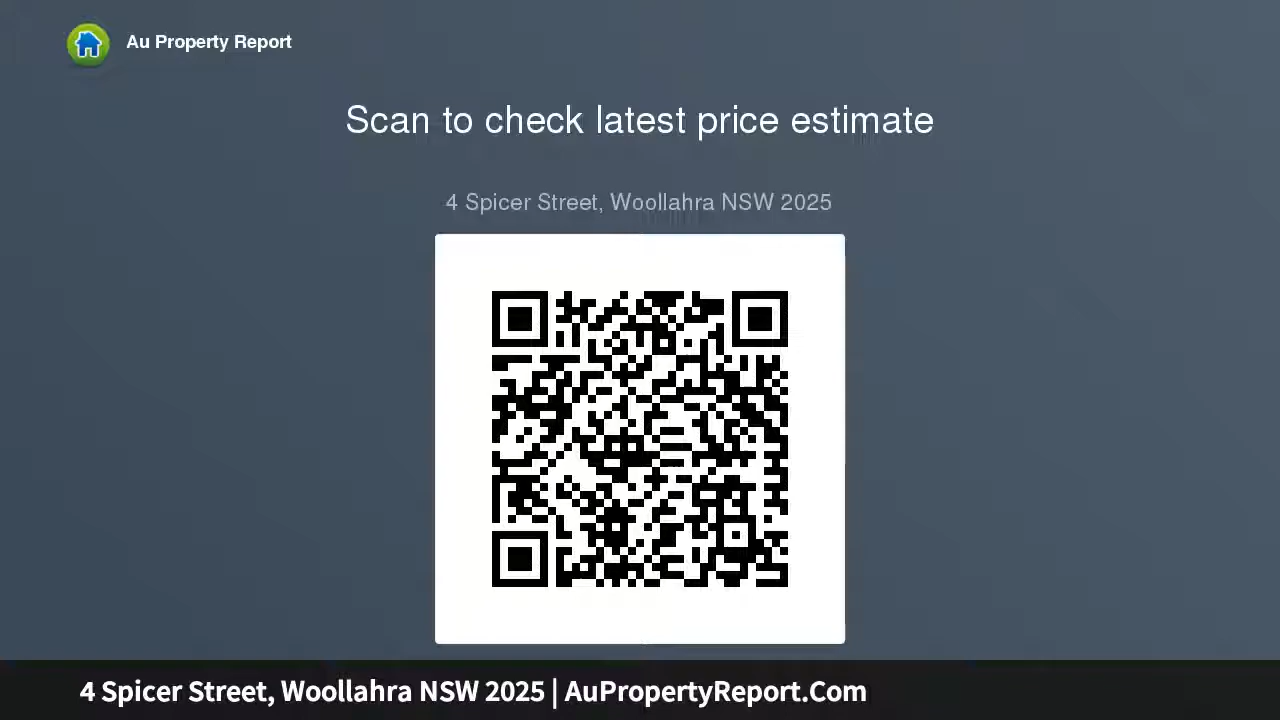 Au Property Report
Scan to check latest price estimate
4 Spicer Street, Woollahra NSW 2025
4 Spicer Street, Woollahra NSW 2025 | AuPropertyReport.Com